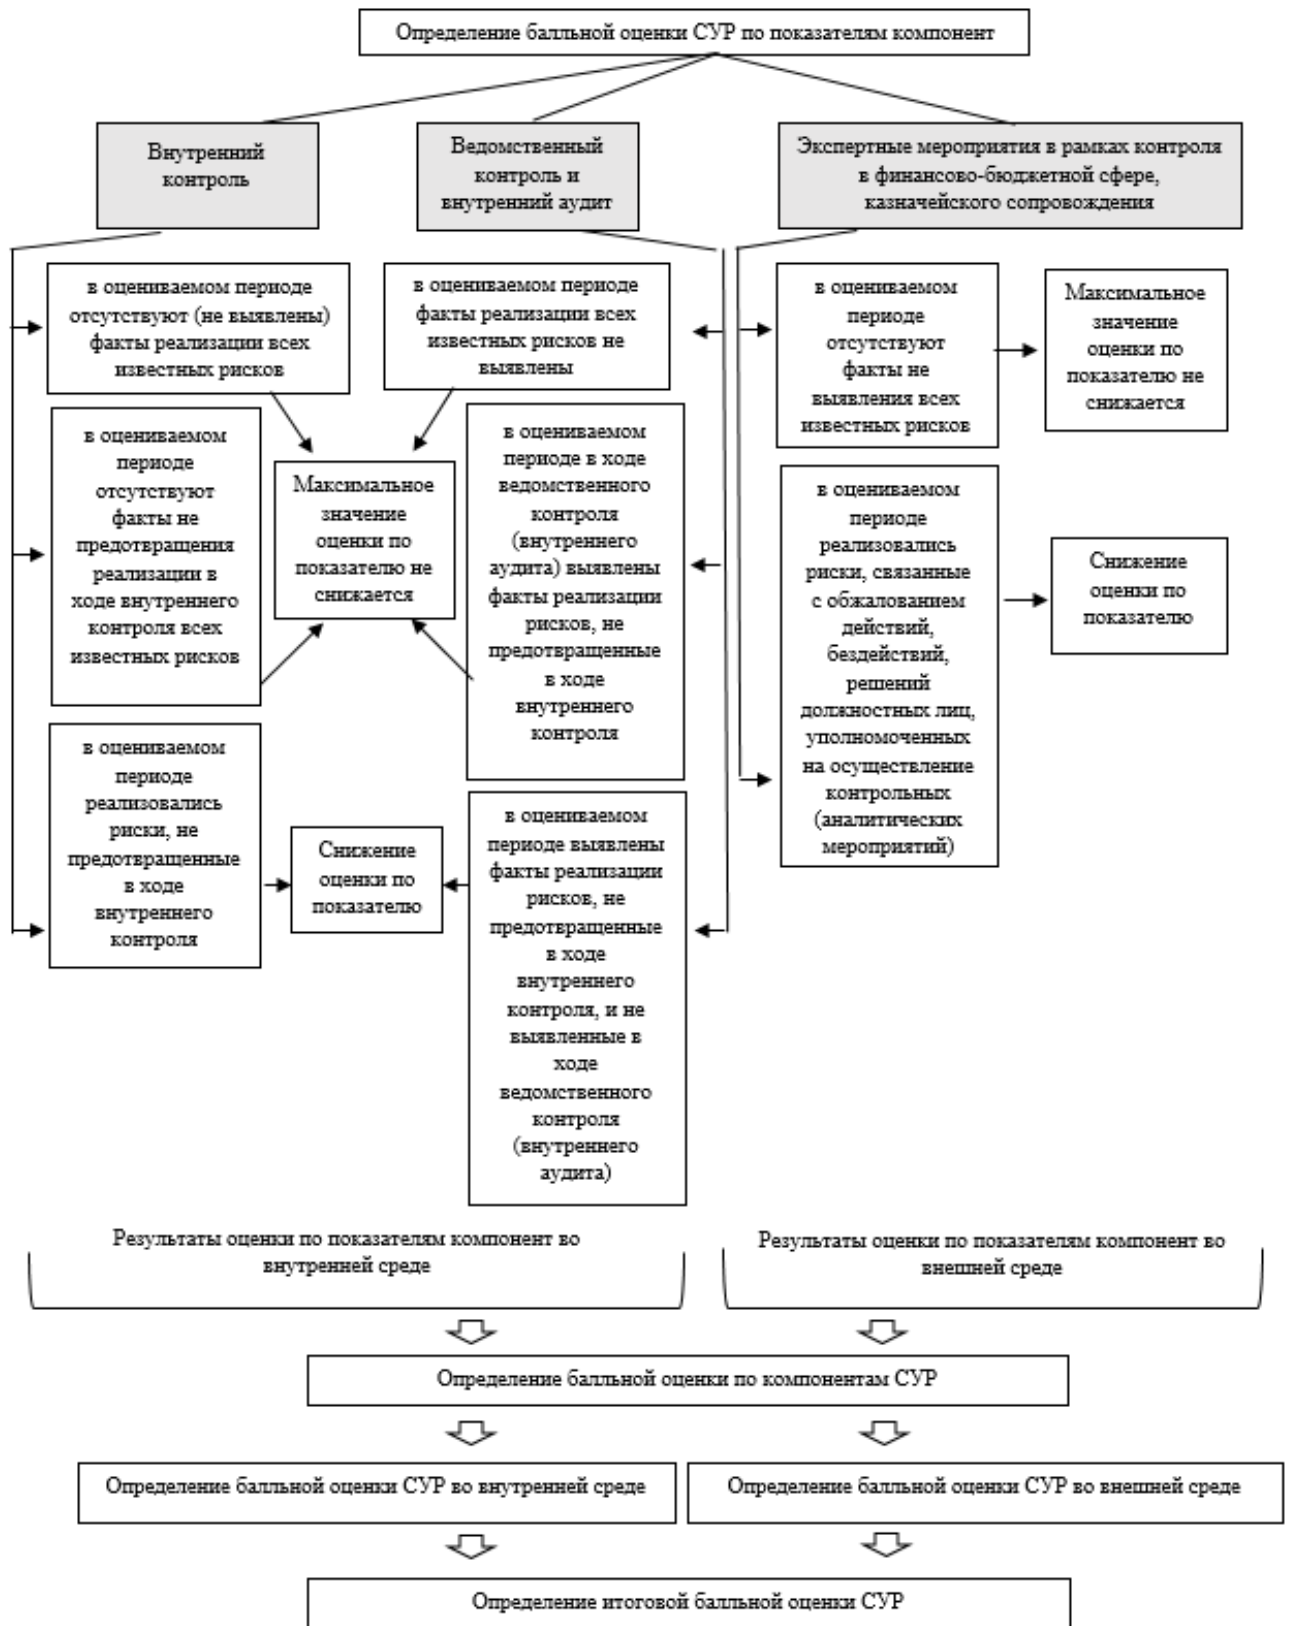 Определение балльной оценки СУР по показателям компонент
Внутренний
контроль
Ведомственный
контроль и
внутренний аудит
Экспертные мероприятия в рамках контроля
в финансово-бюджетной сфере,
казначейского сопровождения
в оцениваемом периоде
отсутствуют (не выявлены)
факты реализации всех
известных рисков
в оцениваемом периоде
факты реализации всех
известных рисков не
выявлены
в оцениваемом
периоде
отсутствуют
факты не
выявления всех
известных рисков
Максимальное
значение
оценки по
показателю не
снижается
в оцениваемом
периоде
отсутствуют
факты не
предотвращения
реализации в
ходе внутреннего
контроля всех
известных рисков
Максимальное
значение
оценки по
показателю не
снижается
в оцениваемом
периоде в ходе
ведомственного
контроля
(внутреннего
аудита) выявлены
факты реализации
рисков, не
предотвращенные
в ходе
внутреннего
контроля
в оцениваемом
периоде
реализовались
риски, связанные
с обжалованием
действий,
бездействий,
решений
должностных лиц,
уполномоченных
на осуществление
контрольных
(аналитических
мероприятий)
Снижение
оценки по
показателю
в оцениваемом
периоде
реализовались
риски, не
предотвращенные
в ходе
внутреннего
контроля
Снижение
оценки по
показателю
в оцениваемом
периоде выявлены
факты реализации
рисков, не
предотвращенные
в ходе
внутреннего
контроля, и не
выявленные в
ходе
ведомственного
контроля
(внутреннего
аудита)
Результаты оценки по показателям компонент во
внутренней среде
Результаты оценки по показателям компонент во
внешней среде
Определение балльной оценки по компонентам СУР
Определение балльной оценки СУР во внутренней среде
Определение балльной оценки СУР во внешней среде
Определение итоговой балльной оценки СУР